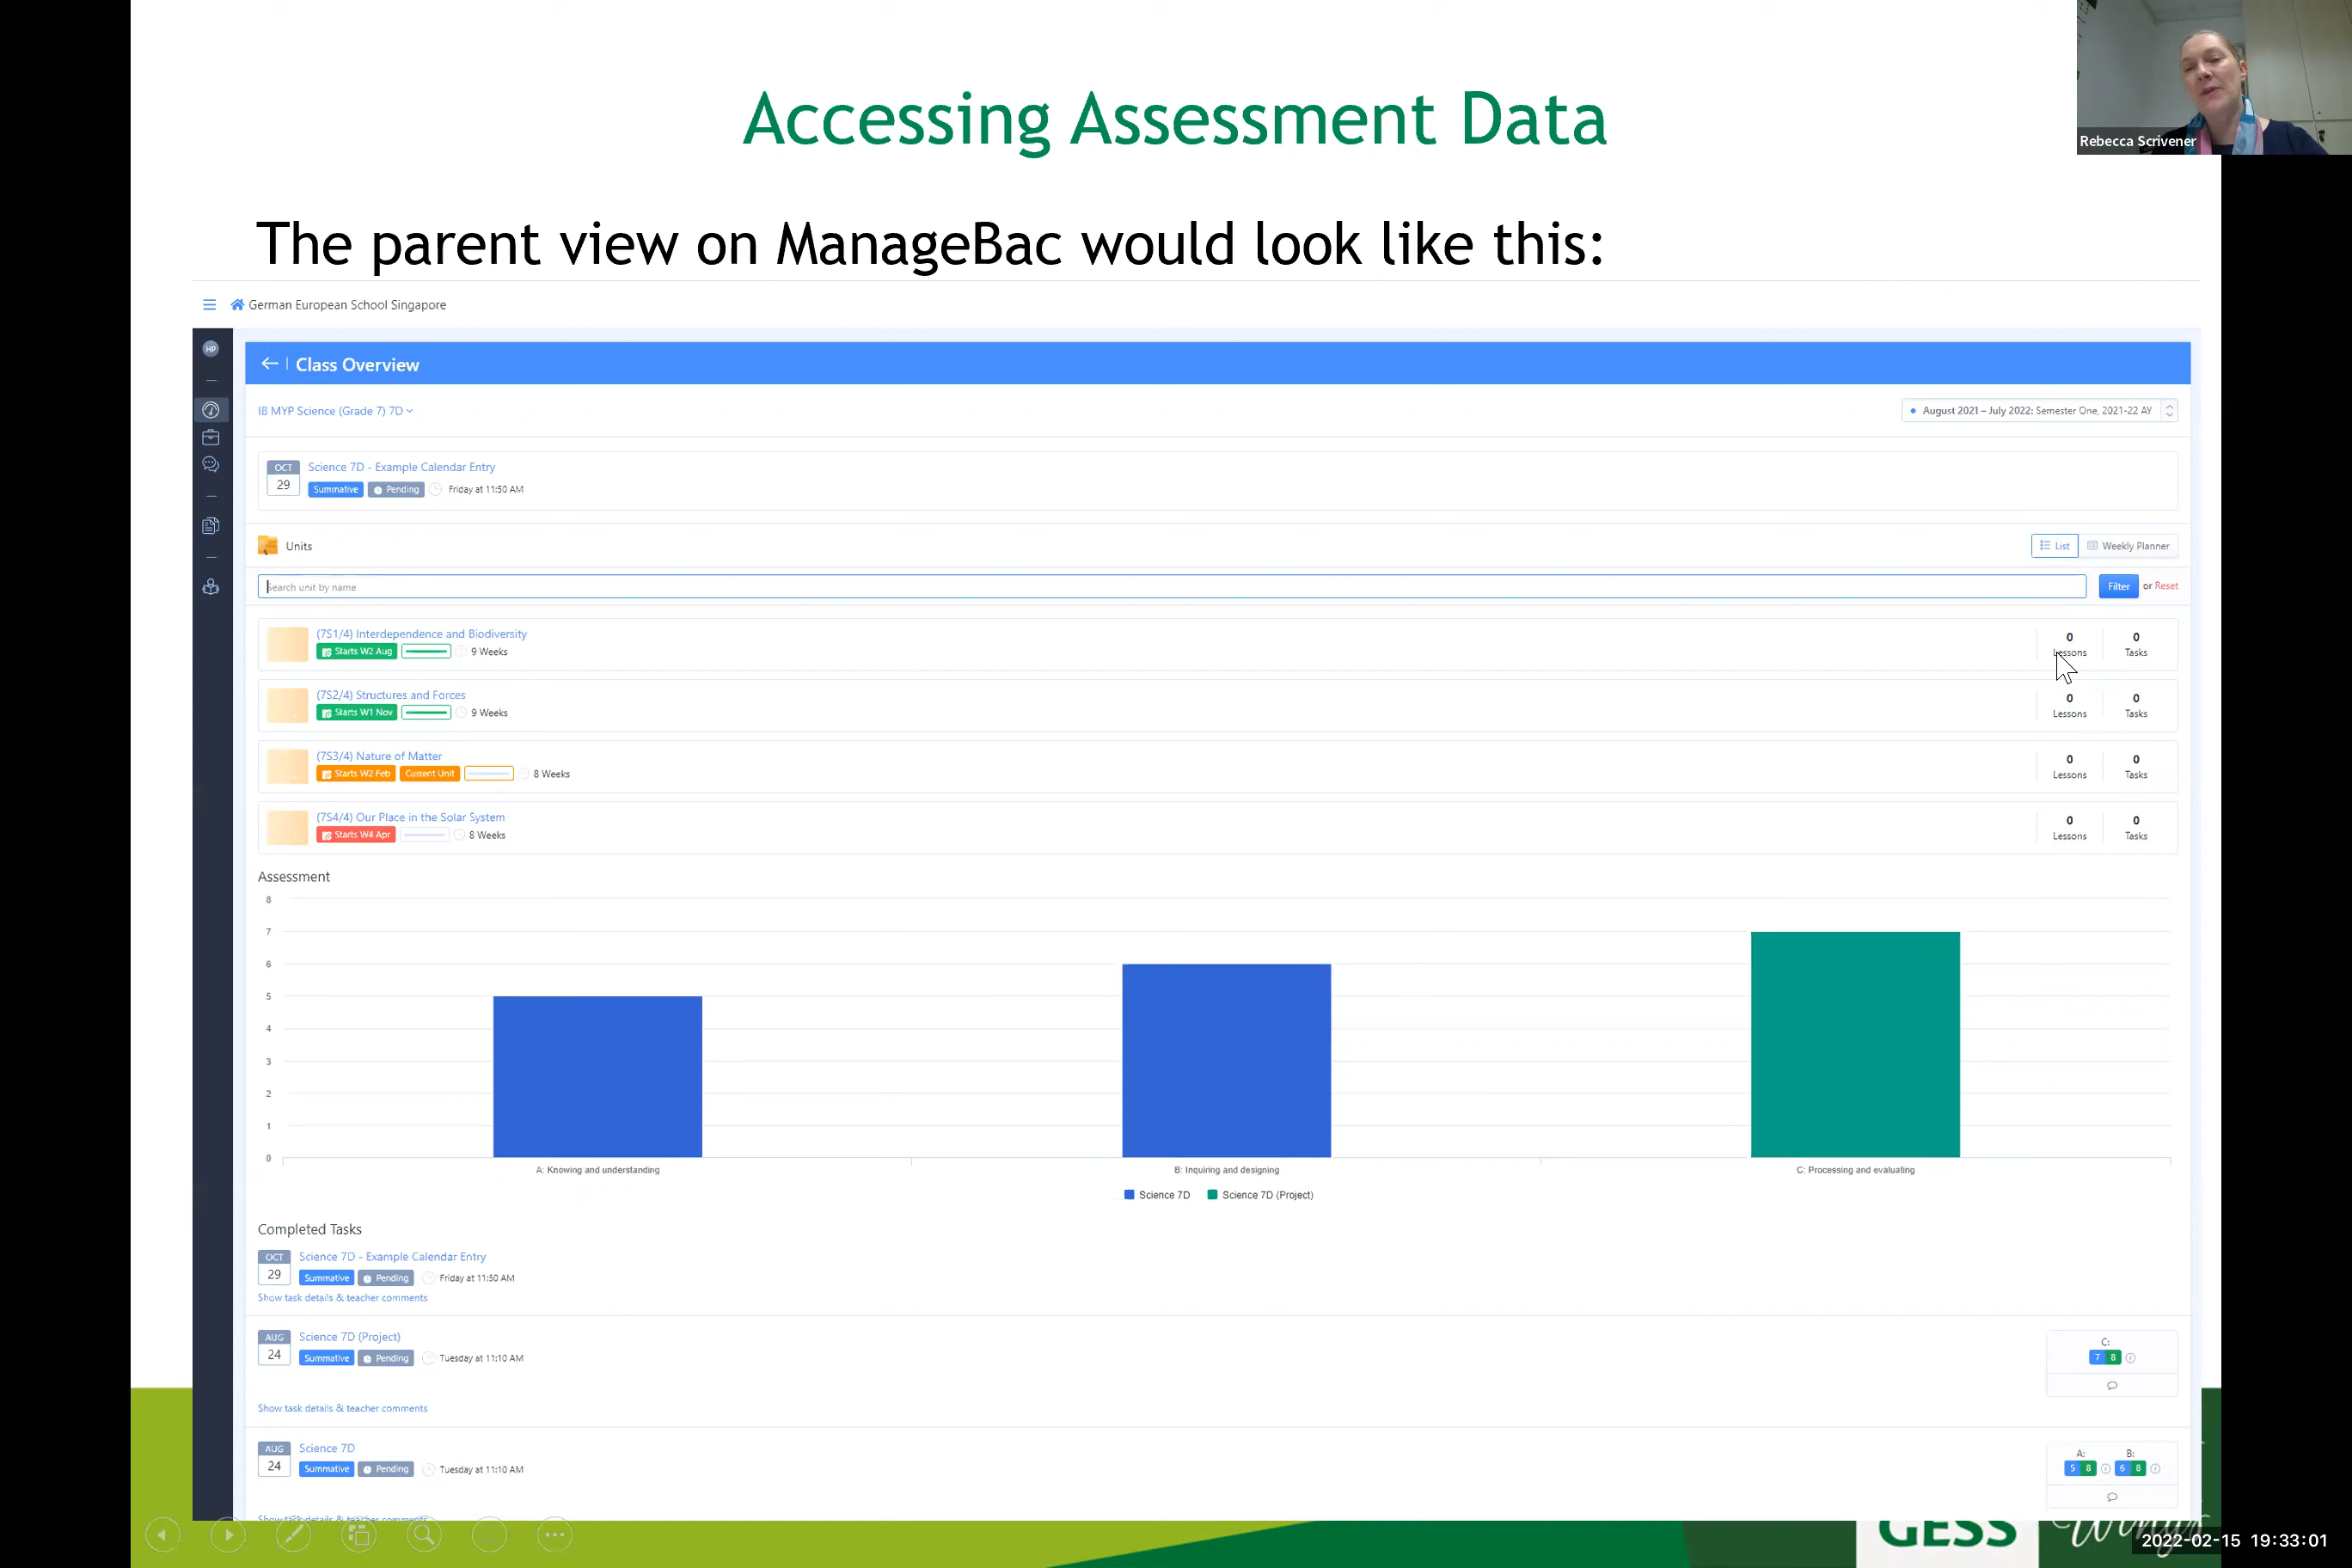 Accessing Assessment Data
Rebecca Scrivener
The parent view on ManageBac would look like this:
German European School Singapore
HP
Class Overview
IB MYP Science (Grade 7) 7D
August 2021 – July 2022: Semester One, 2021-22 AY
OCT
29
Science 7D - Example Calendar Entry
Summative Pending Friday at 11:50 AM
Units
List Weekly Planner
Search unit by name
Filter or Reset
(7S1/4) Interdependence and Biodiversity
Starts W2 Aug 9 Weeks
0 Lessons 0 Tasks
(7S2/4) Structures and Forces
Starts W1 Nov 9 Weeks
0 Lessons 0 Tasks
(7S3/4) Nature of Matter
Starts W2 Feb Current Unit 8 Weeks
0 Lessons 0 Tasks
(7S4/4) Our Place in the Solar System
Starts W4 Apr 8 Weeks
0 Lessons 0 Tasks
Assessment
8
7
6
5
4
3
2
1
0
A: Knowing and understanding B: Inquiring and designing C: Processing and evaluating
Science 7D Science 7D (Project)
Completed Tasks
OCT
29
Science 7D - Example Calendar Entry
Summative Pending Friday at 11:50 AM
Show task details & teacher comments
AUG
24
Science 7D (Project)
Summative Pending Tuesday at 11:10 AM
C:
7 8
Show task details & teacher comments
AUG
24
Science 7D
Summative Pending Tuesday at 11:10 AM
A: B:
5 8 6 8
Show task details & teacher comments
GESS
2022-02-15 19:33:01